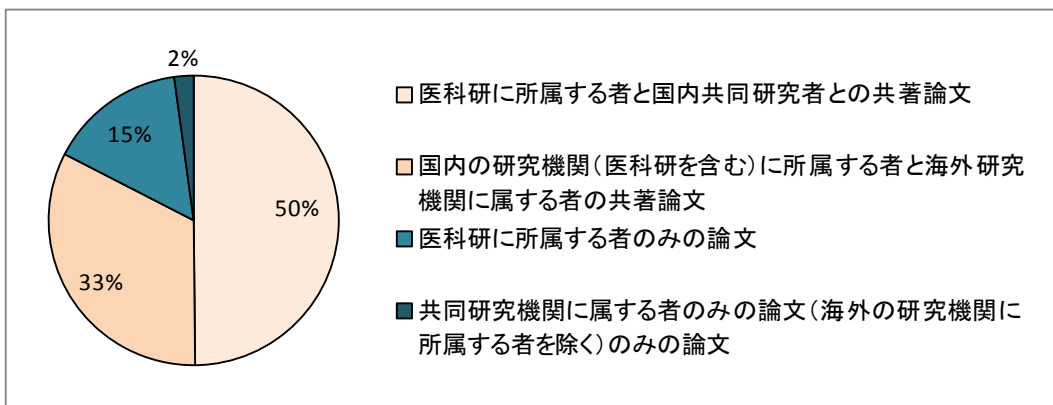 2%
15%
50%
33%
医科研に所属する者と国内共同研究者との共著論文
国内の研究機関（医科研を含む）に所属する者と海外研究
機関に属する者の共著論文
医科研に所属する者のみの論文
共同研究機関に属する者のみの論文（海外の研究機関に
所属する者を除く）のみの論文